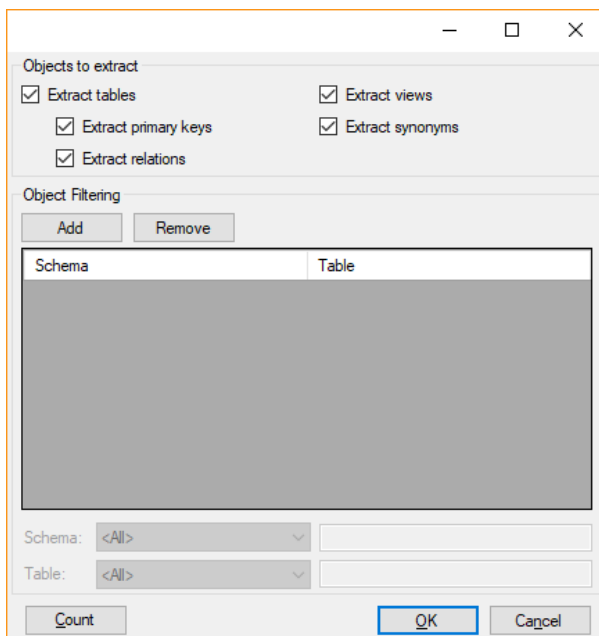 Objects to extract
Extract tables Extract views
Extract primary keys Extract synonyms
Extract relations
Object Filtering
Add Remove
Schema Table
Schema: <All>
Table: <All>
Count OK Cancel